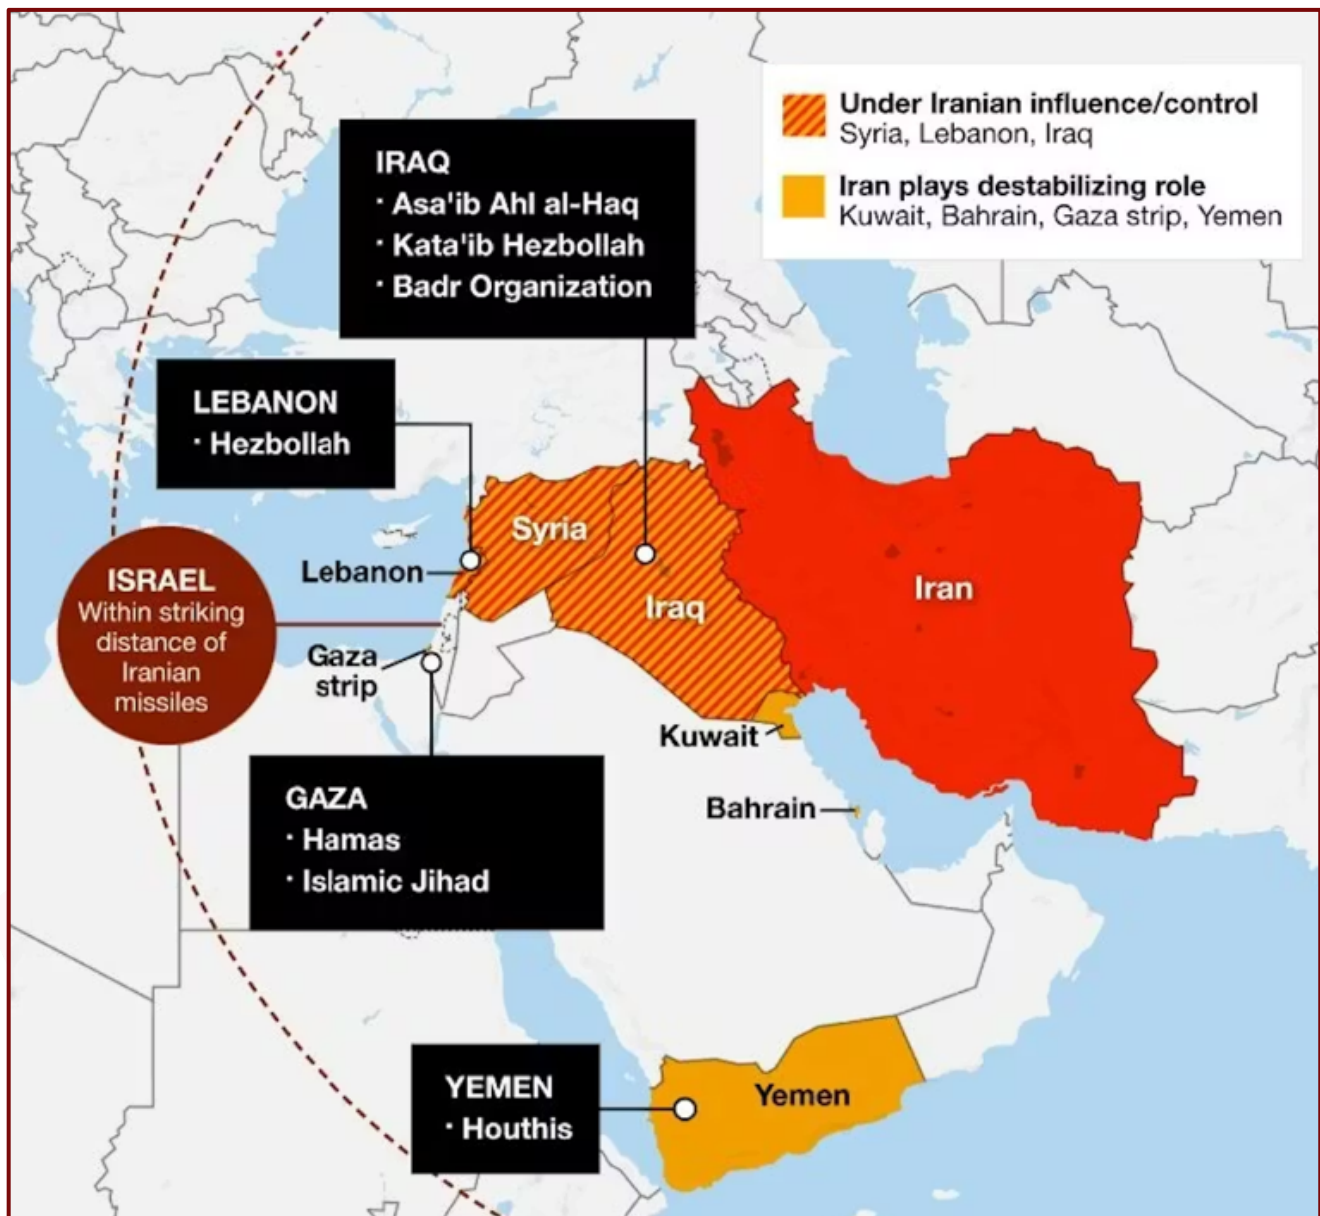 Under Iranian influence/control
Syria, Lebanon, Iraq
Iran plays destabilizing role
Kuwait, Bahrain, Gaza strip, Yemen
IRAQ
· Asa'ib Ahl al-Haq
· Kata'ib Hezbollah
· Badr Organization
LEBANON
· Hezbollah
Syria
Lebanon
Iraq
Iran
ISRAEL
Within striking
distance of
Iranian
missiles
Gaza
strip
Kuwait
Bahrain
GAZA
· Hamas
· Islamic Jihad
YEMEN
· Houthis
Yemen